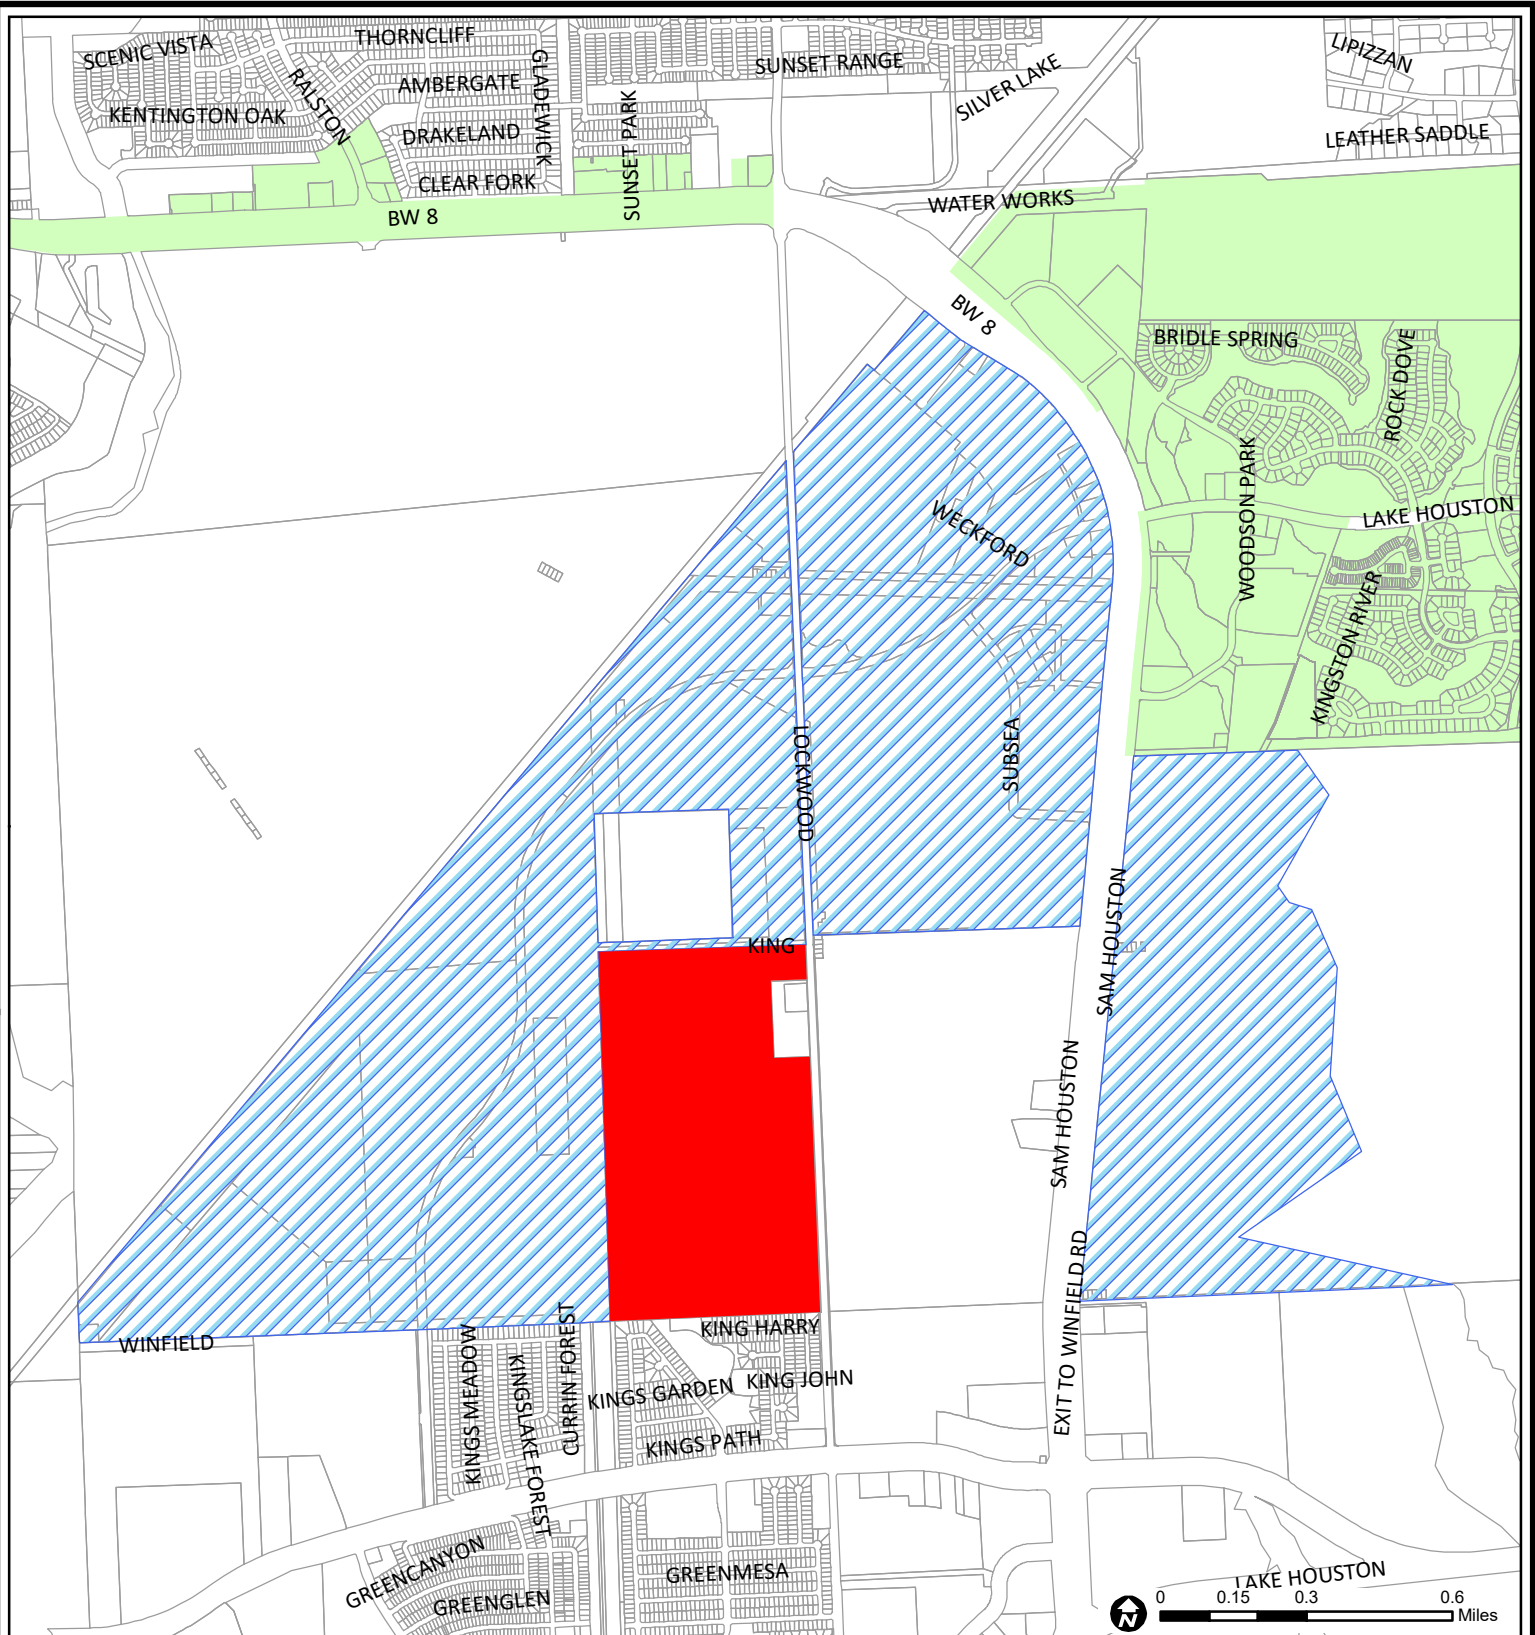 SCENIC VISTA
THORNCLIFF
GLADEWICK
SUNSET RANGE
SILVER LAKE
LIPIZZAN
RALSTON
AMBERGATE
SUNSET PARK
KENTINGTON OAK
DRAKELAND
LEATHER SADDLE
CLEAR FORK
WATER WORKS
BW 8
BW 8
BRIDLE SPRING
ROCK DOVE
WOODSON PARK
LAKE HOUSTON
WECKFORD
KINGSTON RIVER
LOCKWOOD
SUBSEA
SAM HOUSTON
KING
SAM HOUSTON
EXIT TO WINFIELD RD
WINFIELD
KINGS MEADOW
KINGSLAKE FOREST
CURRIN FOREST
KING HARRY
KINGS GARDEN
KING JOHN
KINGS PATH
GREENCANYON
GREENGLEN
GREENMESA
LAKE HOUSTON
N
0 0.15 0.3 0.6
Miles